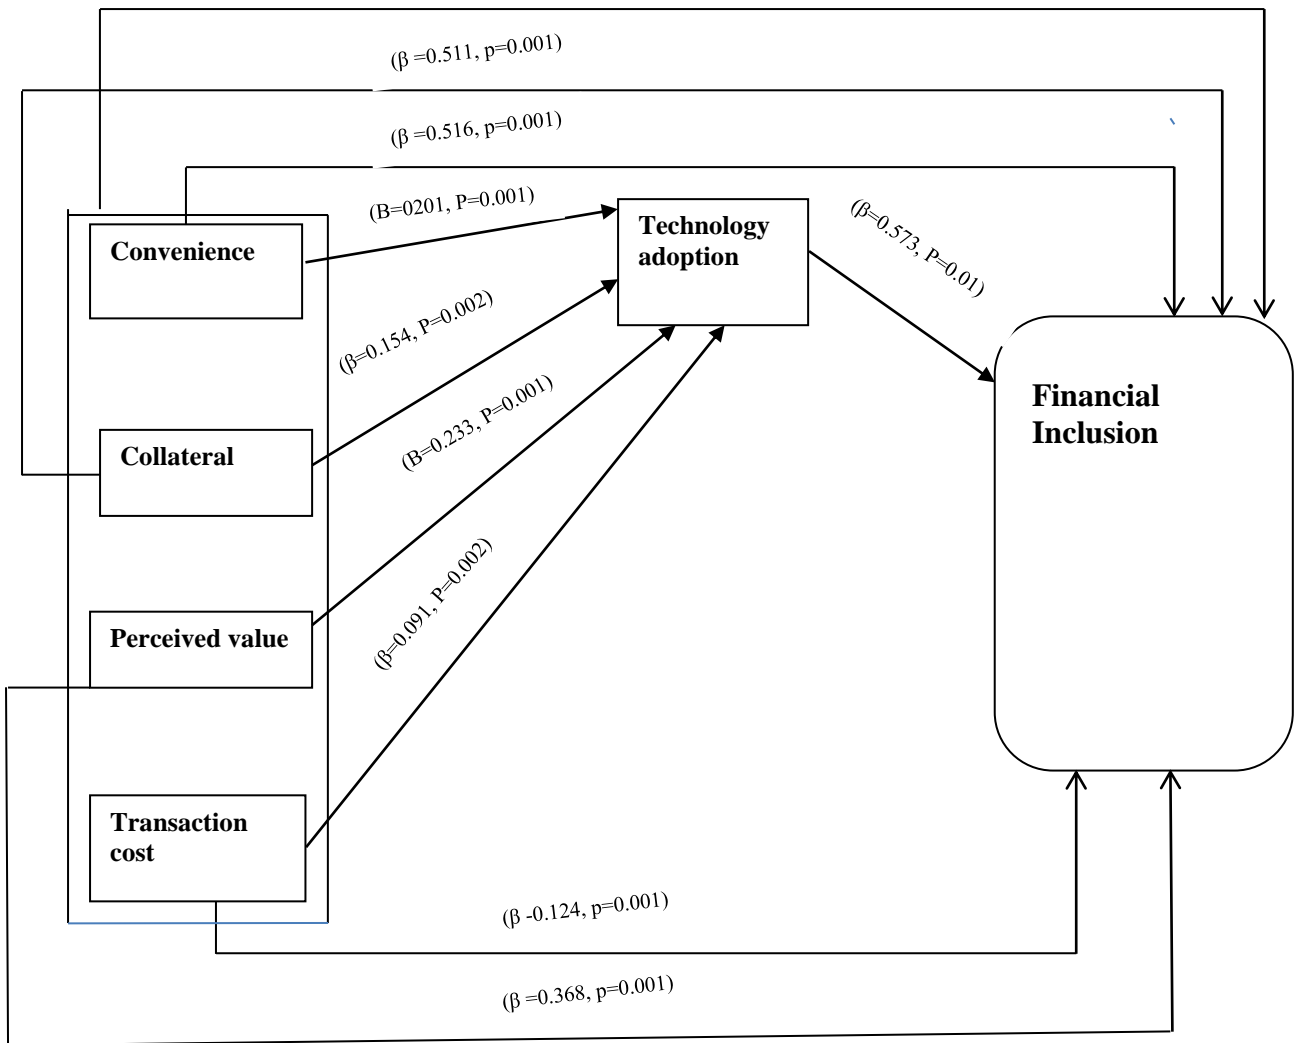 (β =0.511, p=0.001)
(β =0.516, p=0.001)
(B=0201, P=0.001)
Technology
adoption
(β=0.573, P=0.01)
Convenience
(β=0.154, P=0.002)
Financial
Inclusion
Collateral
(B=0.233, P=0.001)
(β=0.091, P=0.002)
Perceived value
Transaction
cost
(β -0.124, p=0.001)
(β =0.368, p=0.001)